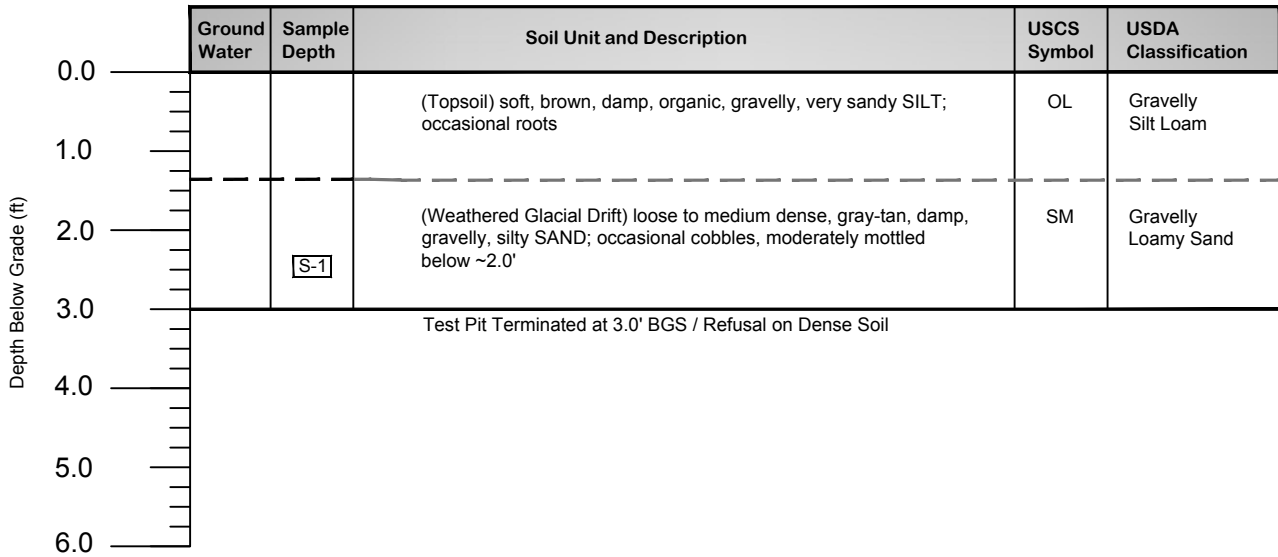 Ground Water
Sample Depth
Soil Unit and Description
USCS Symbol
USDA Classification
Depth Below Grade (ft)
0.0
(Topsoil) soft, brown, damp, organic, gravelly, very sandy SILT;
occasional roots
OL
Gravelly
Silt Loam
1.0
(Weathered Glacial Drift) loose to medium dense, gray-tan, damp,
gravelly, silty SAND; occasional cobbles, moderately mottled
below ~2.0'
SM
Gravelly
Loamy Sand
2.0
S-1
3.0
Test Pit Terminated at 3.0' BGS / Refusal on Dense Soil
4.0
5.0
6.0